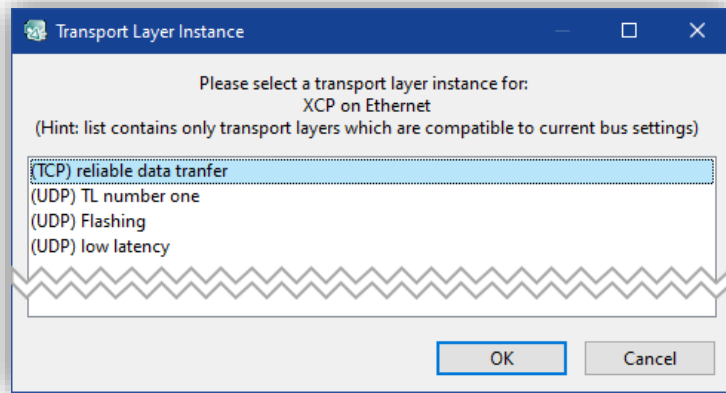 Transport Layer Instance
Please select a transport layer instance for:
XCP on Ethernet
(Hint: list contains only transport layers which are compatible to current bus settings)
(TCP) reliable data tranfer
(UDP) TL number one
(UDP) Flashing
(UDP) low latency
OK
Cancel